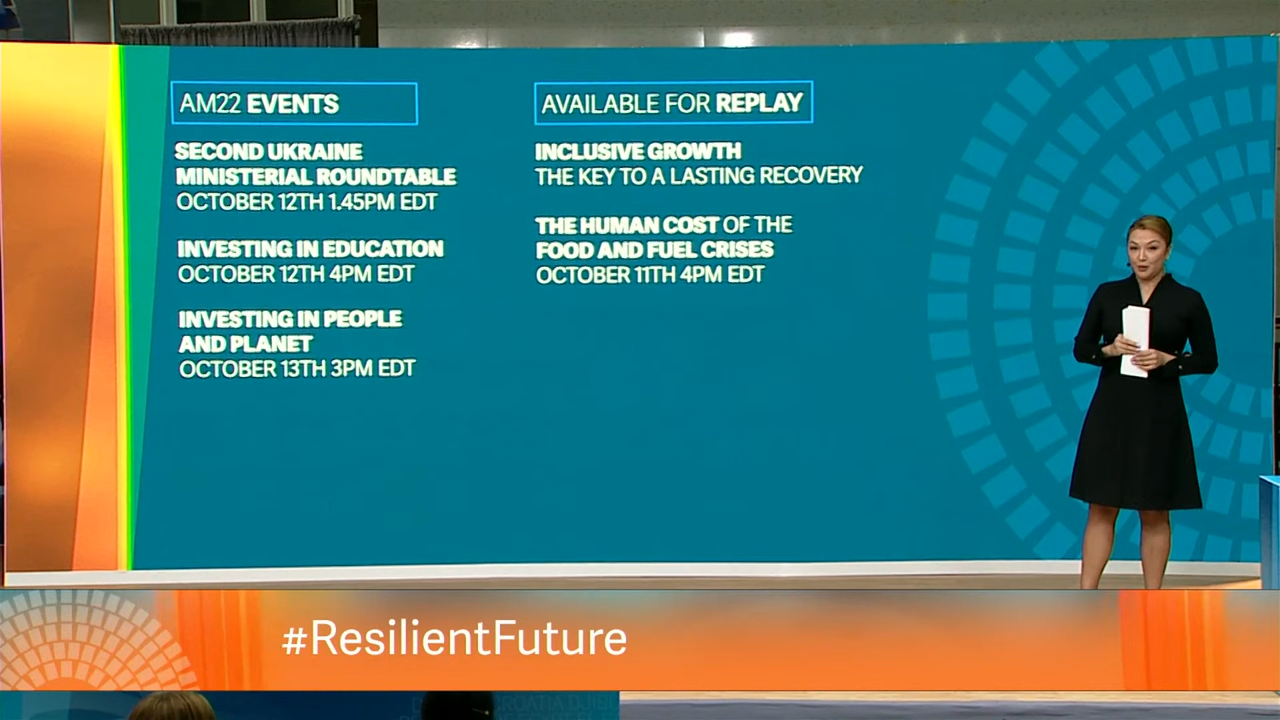 AM22 EVENTS
SECOND UKRAINE
MINISTERIAL ROUNDTABLE
OCTOBER 12TH 1.45PM EDT
INVESTING IN EDUCATION
OCTOBER 12TH 4PM EDT
INVESTING IN PEOPLE
AND PLANET
OCTOBER 13TH 3PM EDT
AVAILABLE FOR REPLAY
INCLUSIVE GROWTH
THE KEY TO A LASTING RECOVERY
THE HUMAN COST OF THE
FOOD AND FUEL CRISES
OCTOBER 11TH 4PM EDT
#ResilientFuture